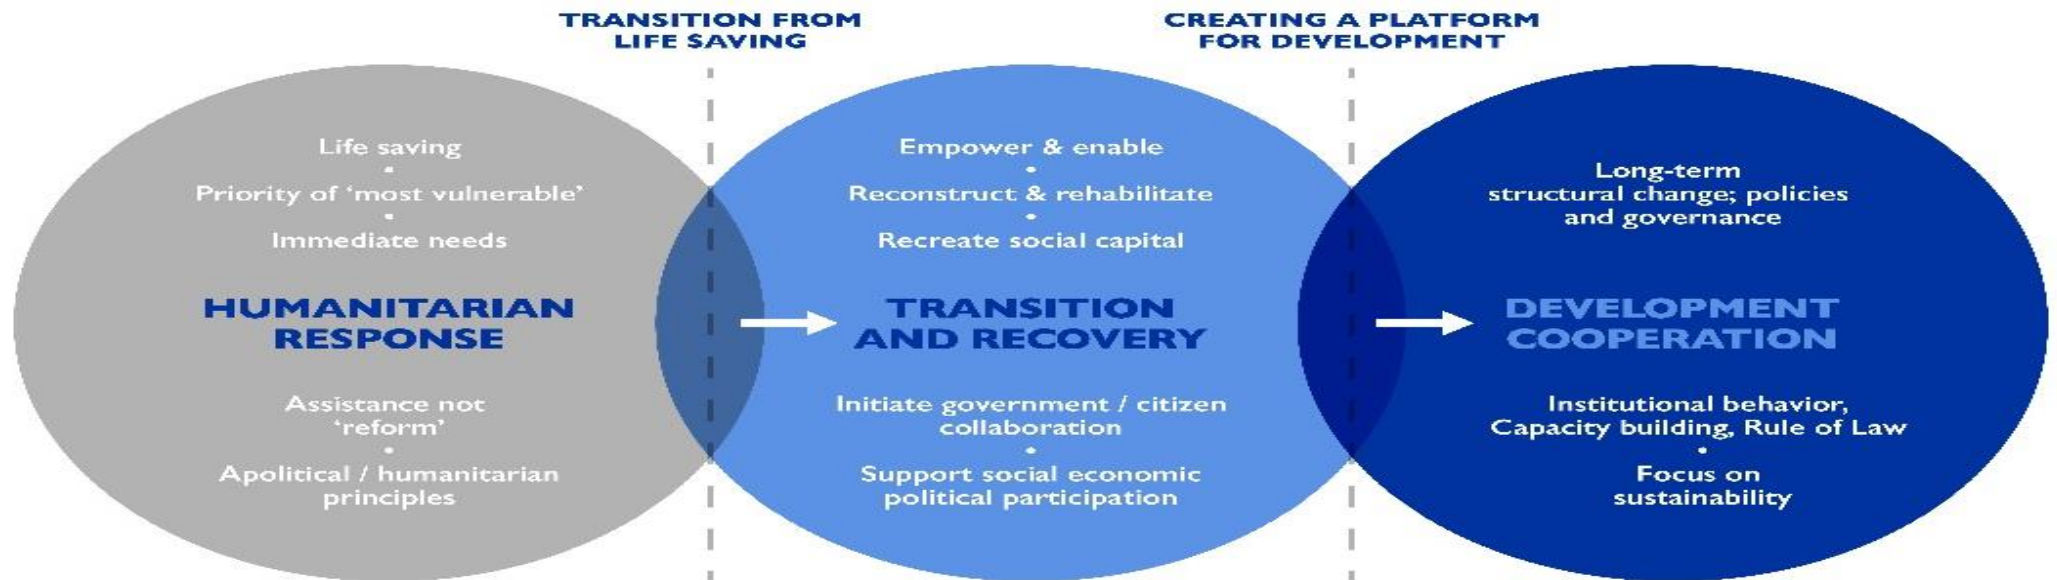 TRANSITION FROM
LIFE SAVING
CREATING A PLATFORM
FOR DEVELOPMENT
Life saving
•
Priority of ‘most vulnerable’
•
Immediate needs
HUMANITARIAN
RESPONSE
Assistance not
‘reform’
•
Apolitical / humanitarian
principles
Empower & enable
•
Reconstruct & rehabilitate
•
Recreate social capital
TRANSITION
AND RECOVERY
Initiate government / citizen
collaboration
•
Support social economic
political participation
Long-term
structural change; policies
and governance
DEVELOPMENT
COOPERATION
Institutional behavior,
Capacity building, Rule of Law
•
Focus on
sustainability